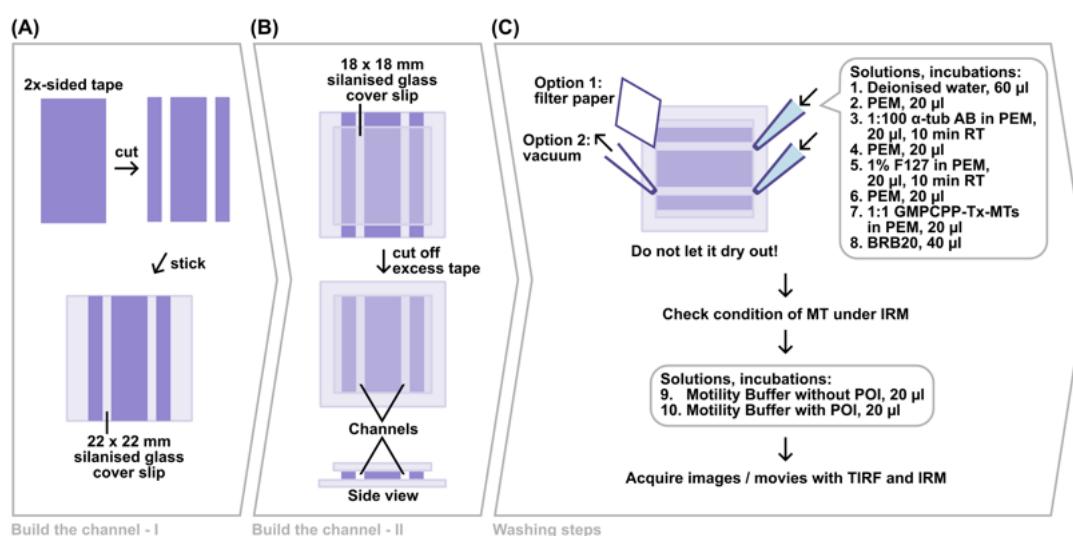 (A)
2x-sided tape
cut
stick
22 x 22 mm
silanised glass
cover slip
Build the channel - I
(B)
18 x 18 mm
silanised glass
cover slip
cut off
excess tape
Channels
Side view
Build the channel - II
(C)
Option 1:
filter paper
Option 2:
vacuum
Do not let it dry out!
Solutions, incubations:
1. Deionised water, 60 µl
2. PEM, 20 µl
3. 1:100 α-tub AB in PEM,
20 µl, 10 min RT
4. PEM, 20 µl
5. 1% F127 in PEM,
20 µl, 10 min RT
6. PEM, 20 µl
7. 1:1 GMPCPP-Tx-MTs
in PEM, 20 µl
8. BRB20, 40 µl
Check condition of MT under IRM
Solutions, incubations:
9. Motility Buffer without POI, 20 µl
10. Motility Buffer with POI, 20 µl
Acquire images / movies with TIRF and IRM
Washing steps